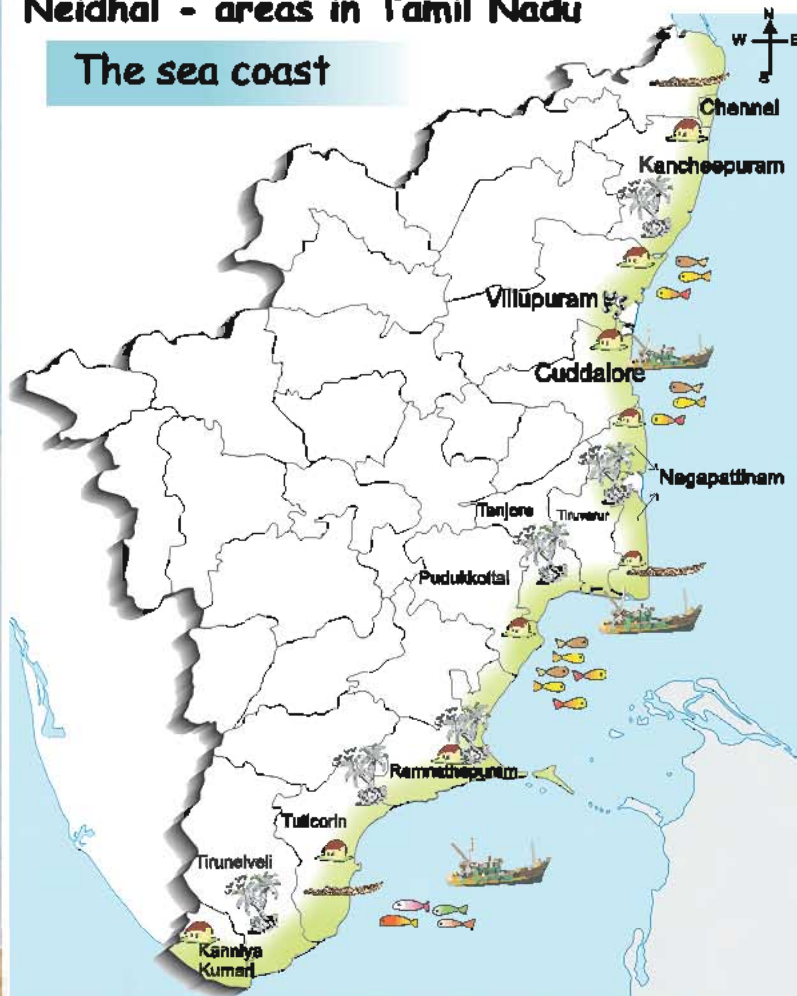 Neidhal - areas in Tamil Nadu
The sea coast
N
W
E
S
Chennai
Kancheepuram
Villupuram
Cuddalore
Nagapattinam
Tanjore
Tiruvarur
Pudukkottai
Ramnathapuram
Tuticorin
Tirunelveli
Kanniya
Kumari